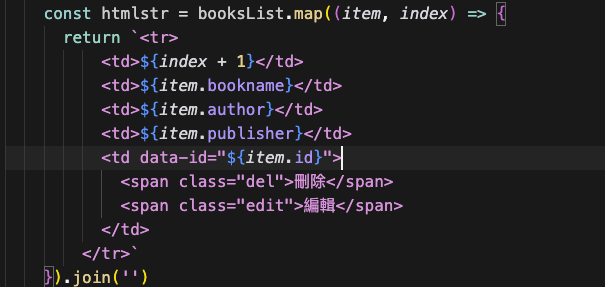 const htmlstr = booksList.map((item, index) => {
return `<tr>
<td>${index + 1}</td>
<td>${item.bookname}</td>
<td>${item.author}</td>
<td>${item.publisher}</td>
<td data-id="${item.id}">
<span class="del">刪除</span>
<span class="edit">編輯</span>
</td>
</tr>`
}).join('')